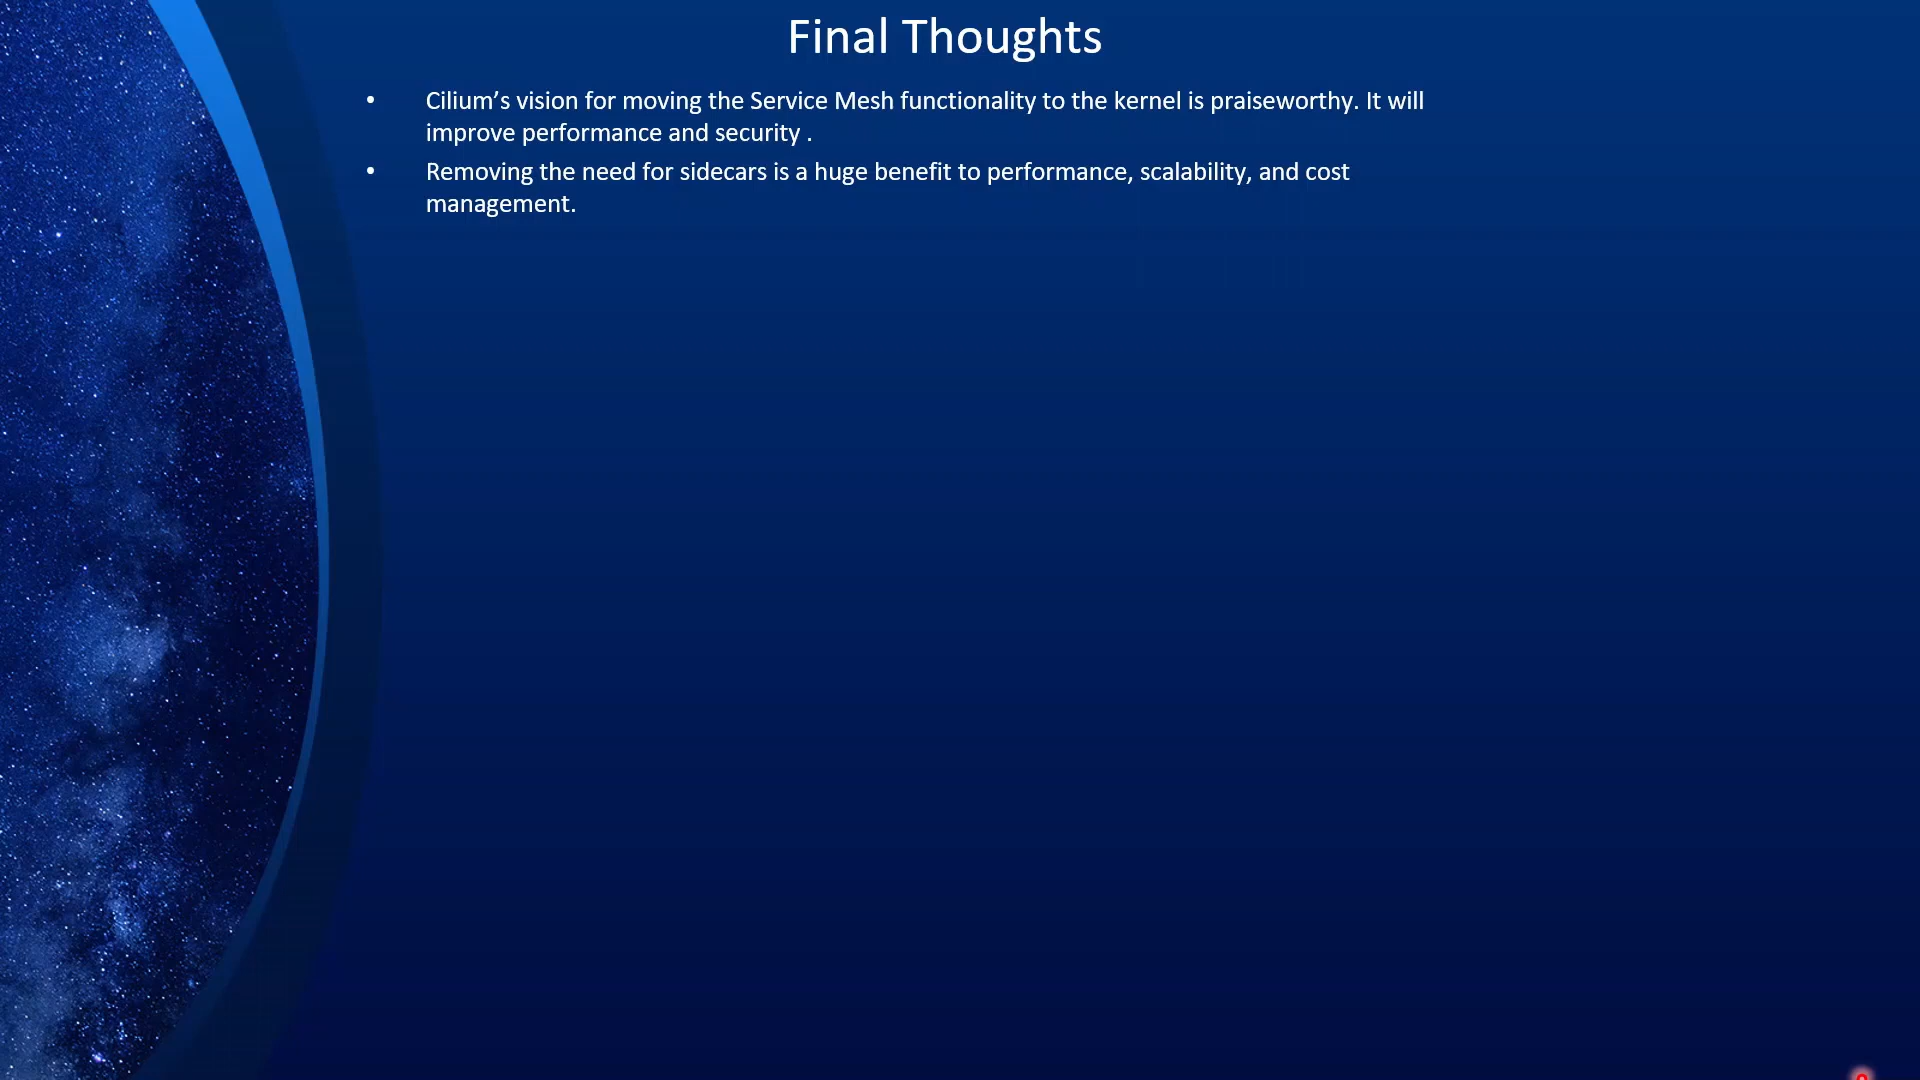 Final Thoughts
• Cilium’s vision for moving the Service Mesh functionality to the kernel is praiseworthy. It will
improve performance and security .
• Removing the need for sidecars is a huge benefit to performance, scalability, and cost
management.